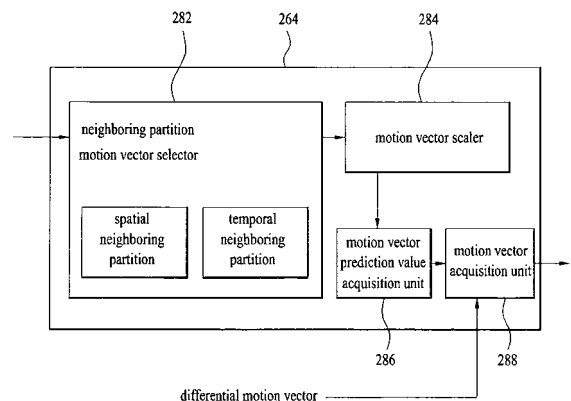 282
264
284
neighboring partition
motion vector selector
motion vector scaler
spatial
neighboring
partition
temporal
neighboring
partition
motion vector
prediction value
acquisition unit
motion vector
acquisition unit
286
288
differential motion vector